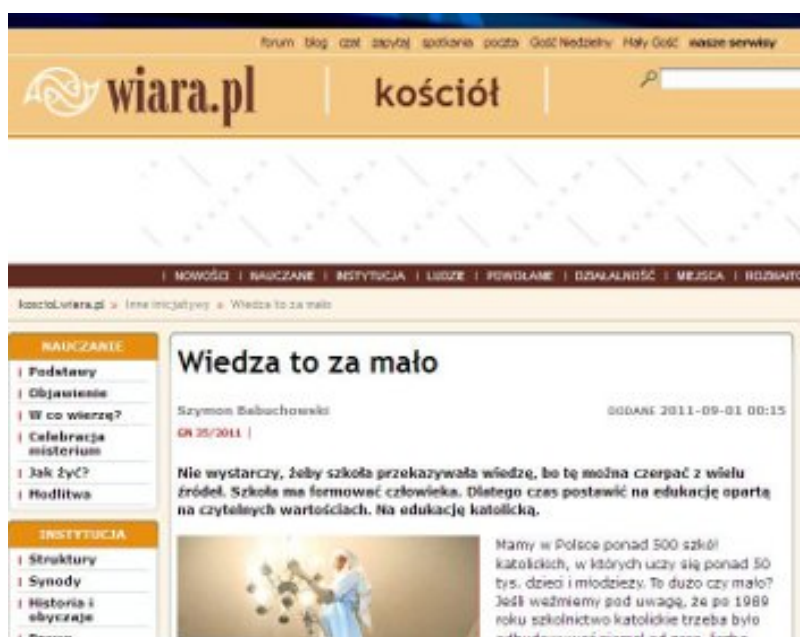 forum blog czat zapytaj spotkania poczta Gość Niedzielny Mały Gość nasze serwisy
wiara.pl
kościół
| NOWOŚCI | NAUCZANIE | INSTYTUCJA | LUDZIE | POWOŁANIE | DZIAŁALNOŚĆ | MIEJSCA |
kosciol.wiara.pl » Inne inicjatywy » Wiedza to za mało
NAUCZANIE
Podstawy
Objawienie
W co wierzę?
Celebracja
misterium
Jak żyć?
Modlitwa
INSTYTUCJA
Struktury
Synody
Historia i
obyczaje
Prawo
Wiedza to za mało
Szymon Babuchowski
DODANE 2011-09-01 00:15
GN 35/2011 |
Nie wystarczy, żeby szkoła przekazywała wiedzę, bo tę można czerpać z wielu
źródeł. Szkoła ma formować człowieka. Dlatego czas postawić na edukację opartą
na czytelnych wartościach. Na edukację katolicką.
Mamy w Polsce ponad 500 szkół
katolickich, w których uczy się ponad 50
tys. dzieci i młodzieży. To dużo czy mało?
Jeśli weźmiemy pod uwagę, że po 1989
roku szkolnictwo katolickie trzeba było